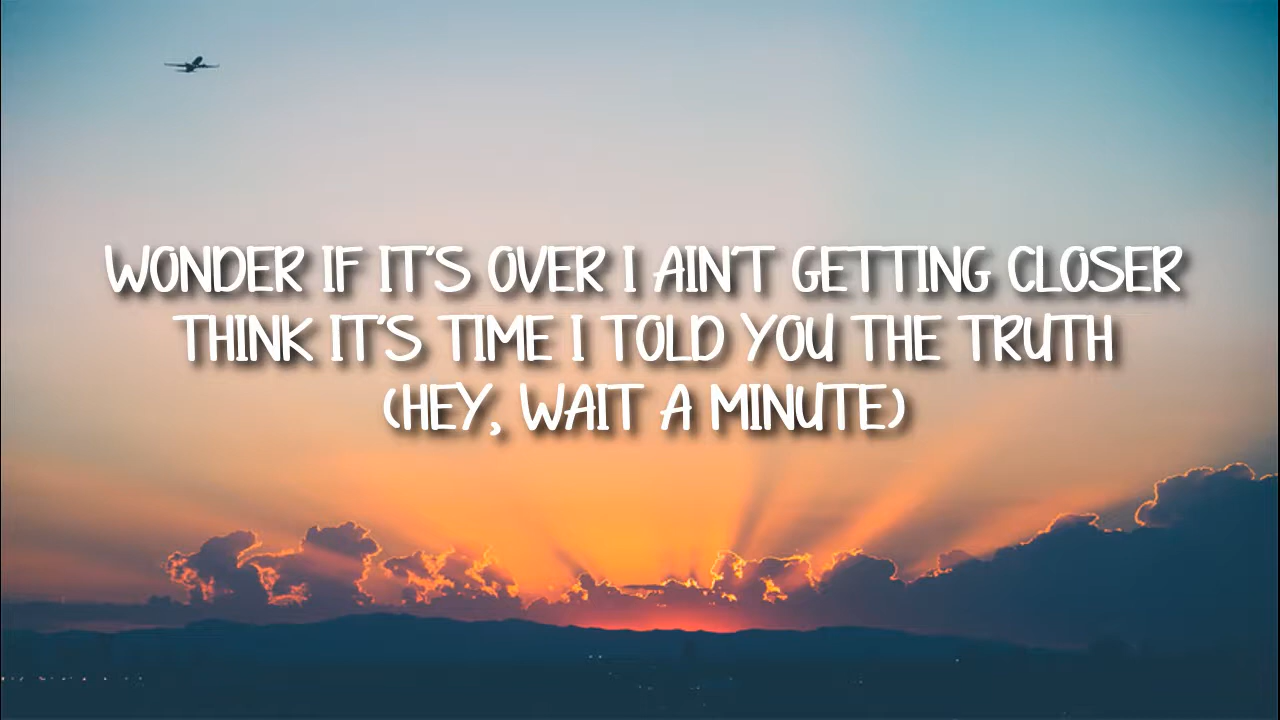 WONDER IF IT'S OVER I AIN'T GETTING CLOSER
THINK IT'S TIME I TOLD YOU THE TRUTH
(HEY, WAIT A MINUTE)